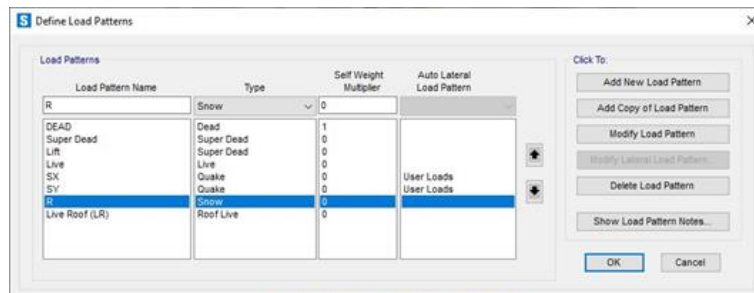 S Define Load Patterns
Load Patterns
Click To:
Load Pattern Name Type Self Weight Multiplier Auto Lateral Load Pattern
R Snow 0
DEAD Dead 1
Super Dead Super Dead 0
Lift Super Dead 0
Live Live 0
SX Quake 0 User Loads
SY Quake 0 User Loads
R Snow 0
Live Roof (LR) Roof Live 0
Add New Load Pattern
Add Copy of Load Pattern
Modify Load Pattern
Modify Lateral Load Pattern...
Delete Load Pattern
Show Load Pattern Notes...
OK Cancel